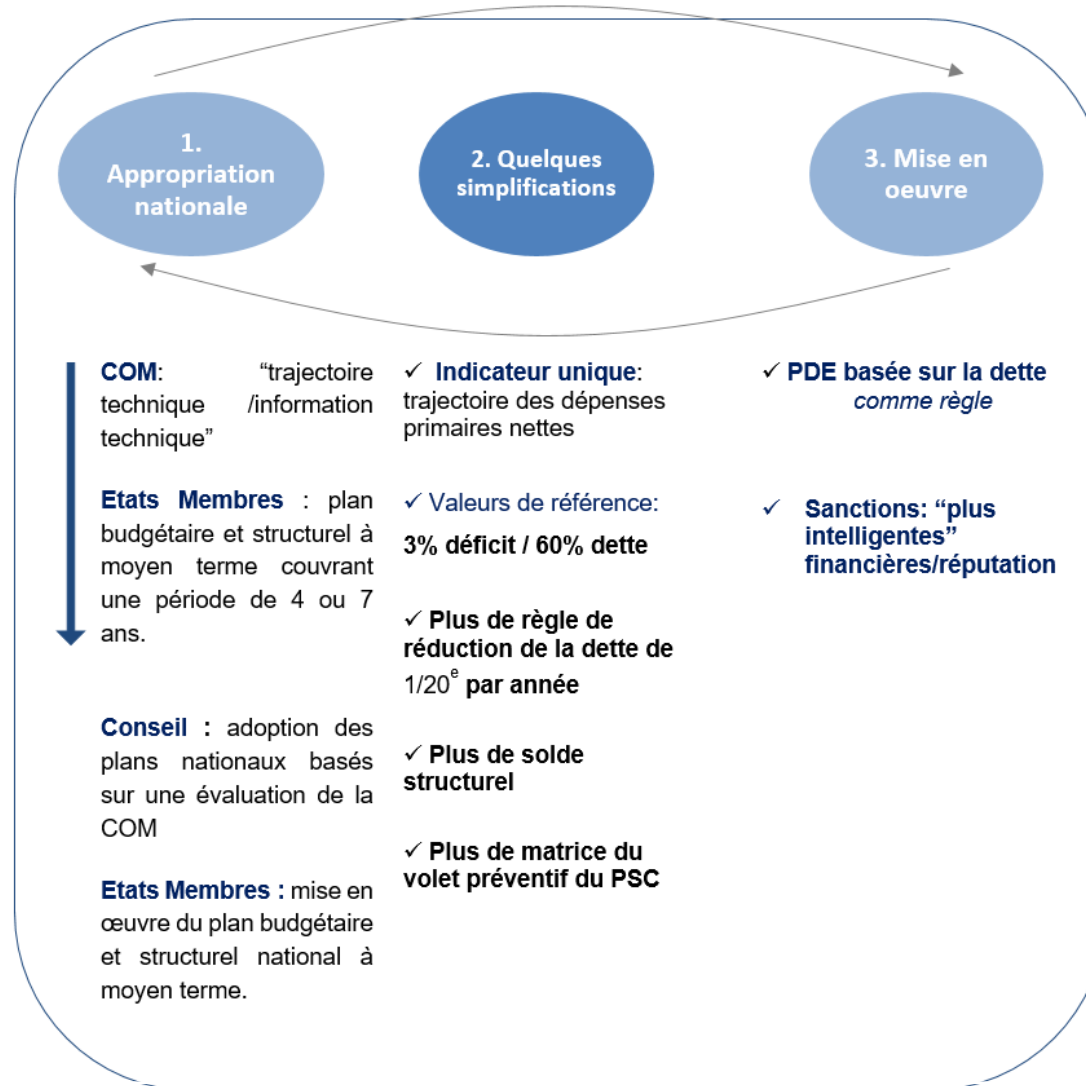 1.
Appropriation
nationale
2. Quelques
simplifications
3. Mise en
oeuvre
COM: “trajectoire
technique /information
technique”
Etats Membres : plan
budgétaire et structurel à
moyen terme couvrant
une période de 4 ou 7
ans.
Conseil : adoption des
plans nationaux basés
sur une évaluation de la
COM
Etats Membres : mise en
œuvre du plan budgétaire
et structurel national à
moyen terme.
✓ Indicateur unique:
trajectoire des dépenses
primaires nettes
✓ Valeurs de référence:
3% déficit / 60% dette
✓ Plus de règle de
réduction de la dette de
1/20e par année
✓ Plus de solde
structurel
✓ Plus de matrice du
volet préventif du PSC
✓ PDE basée sur la dette
comme règle
✓ Sanctions: “plus
intelligentes”
financières/réputation